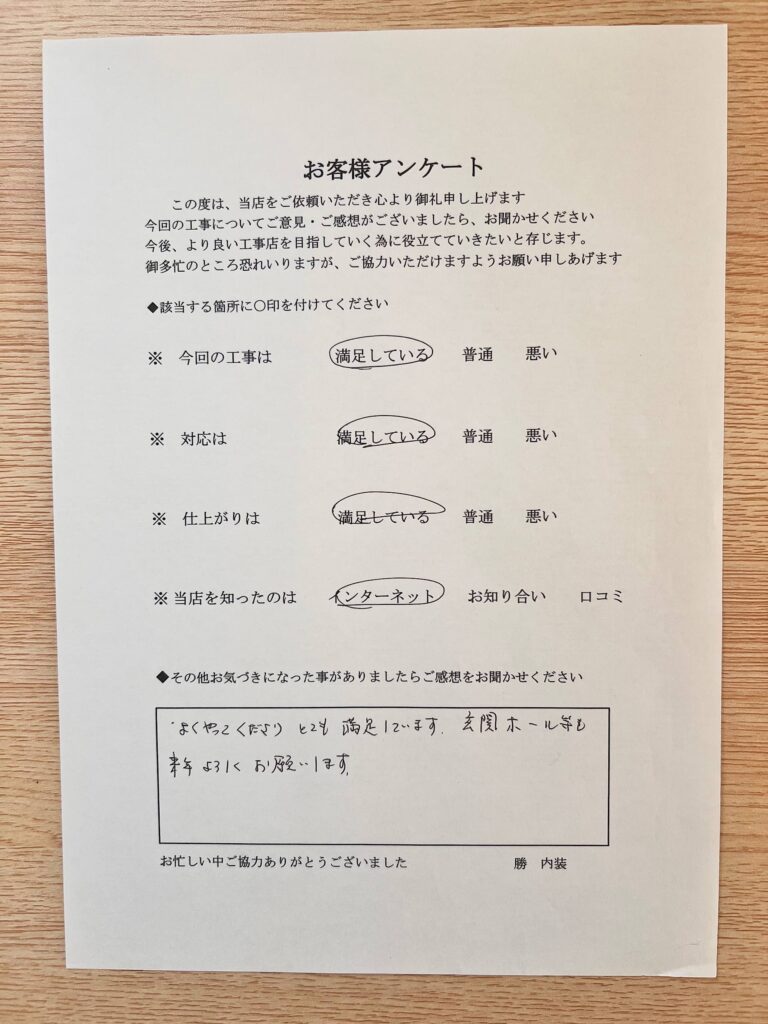 お客様アンケート
この度は、当店をご依頼いただき心より御礼申し上げます
今回の工事についてご意見・ご感想がございましたら、お聞かせください
今後、より良い工事店を目指していく為に役立てていきたいと存じます。
御多忙のところ恐れいりますが、ご協力いただけますようお願い申しあげます
◆該当する箇所に〇印を付けてください
※ 今回の工事は 満足している 普通 悪い
※ 対応は 満足している 普通 悪い
※ 仕上がりは 満足している 普通 悪い
※当店を知ったのは インターネット お知り合い 口コミ
◆その他お気づきになった事がありましたらご感想をお聞かせください
よくやってくださり とても 満足しています。玄関ホール等も
来年 よろしく お願いします。
お忙しい中ご協力ありがとうございました 勝 内装